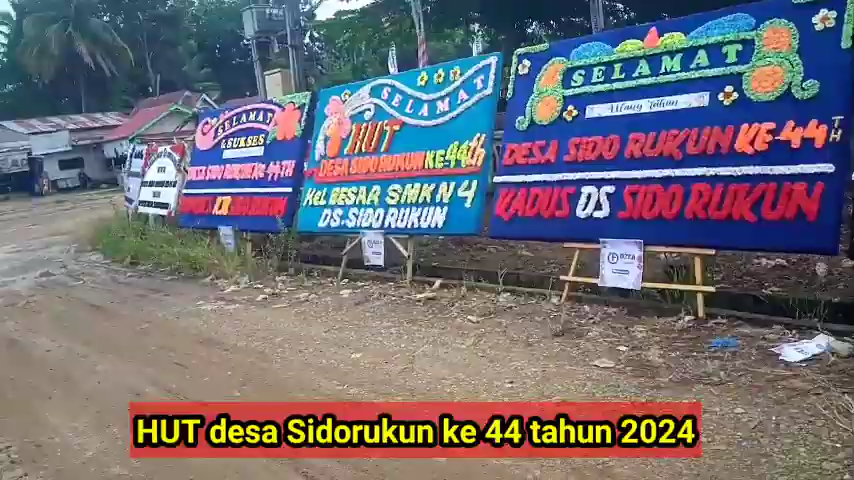 SELAMAT
& SUKSES
DESA SIDO RUKUN KE 44TH
SELAMAT
HUT
DESA SIDO RUKUN KE 44th
KEL BESAR SMKN 4
DS. SIDO RUKUN
SELAMAT
Ulang Tahun
DESA SIDO RUKUN KE-44TH
KADUS DS SIDO RUKUN
HUT desa Sidorukun ke 44 tahun 2024